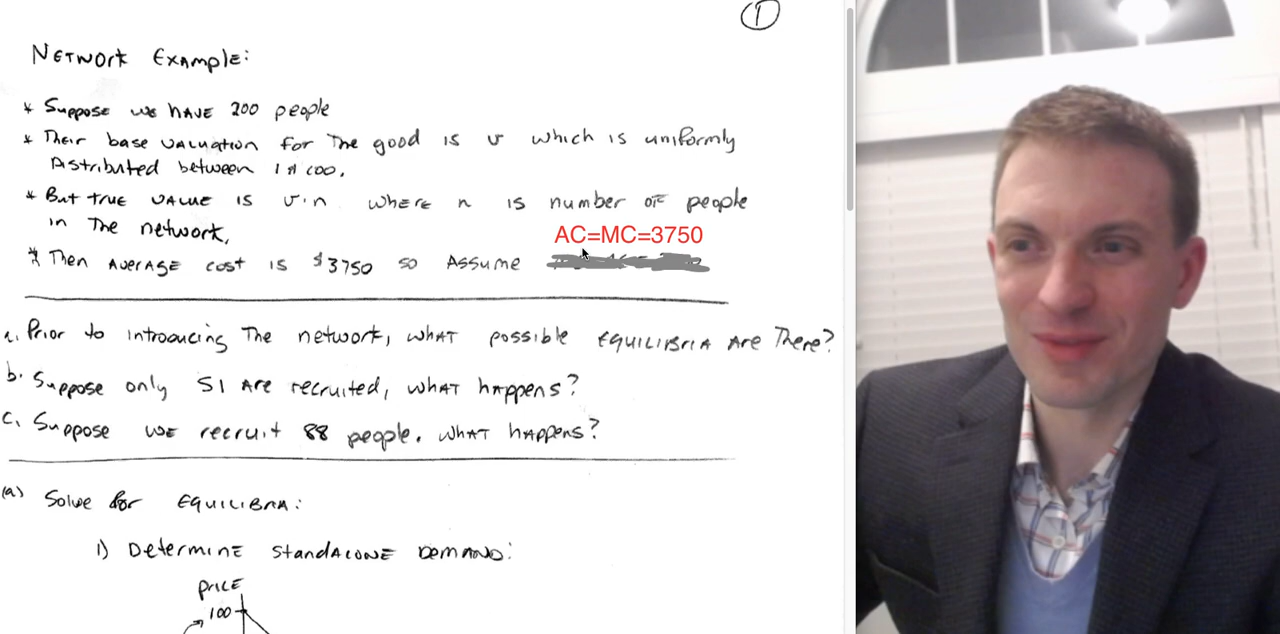 ①
Network Example:
* Suppose we have 200 people
* Their base valuation for the good is v which is uniformly
distributed between 1 &
* But true value is v·n where n is number of people
in the network,
AC=MC=3750
* Then average cost is $3750 so Assume
a. Prior to introducing the network, what possible equilibria are there?
b. Suppose only 51 are recruited, what happens?
c. Suppose we recruit 88 people. What happens?
(a) Solve for equilibria:
1) Determine standalone demand:
price
100